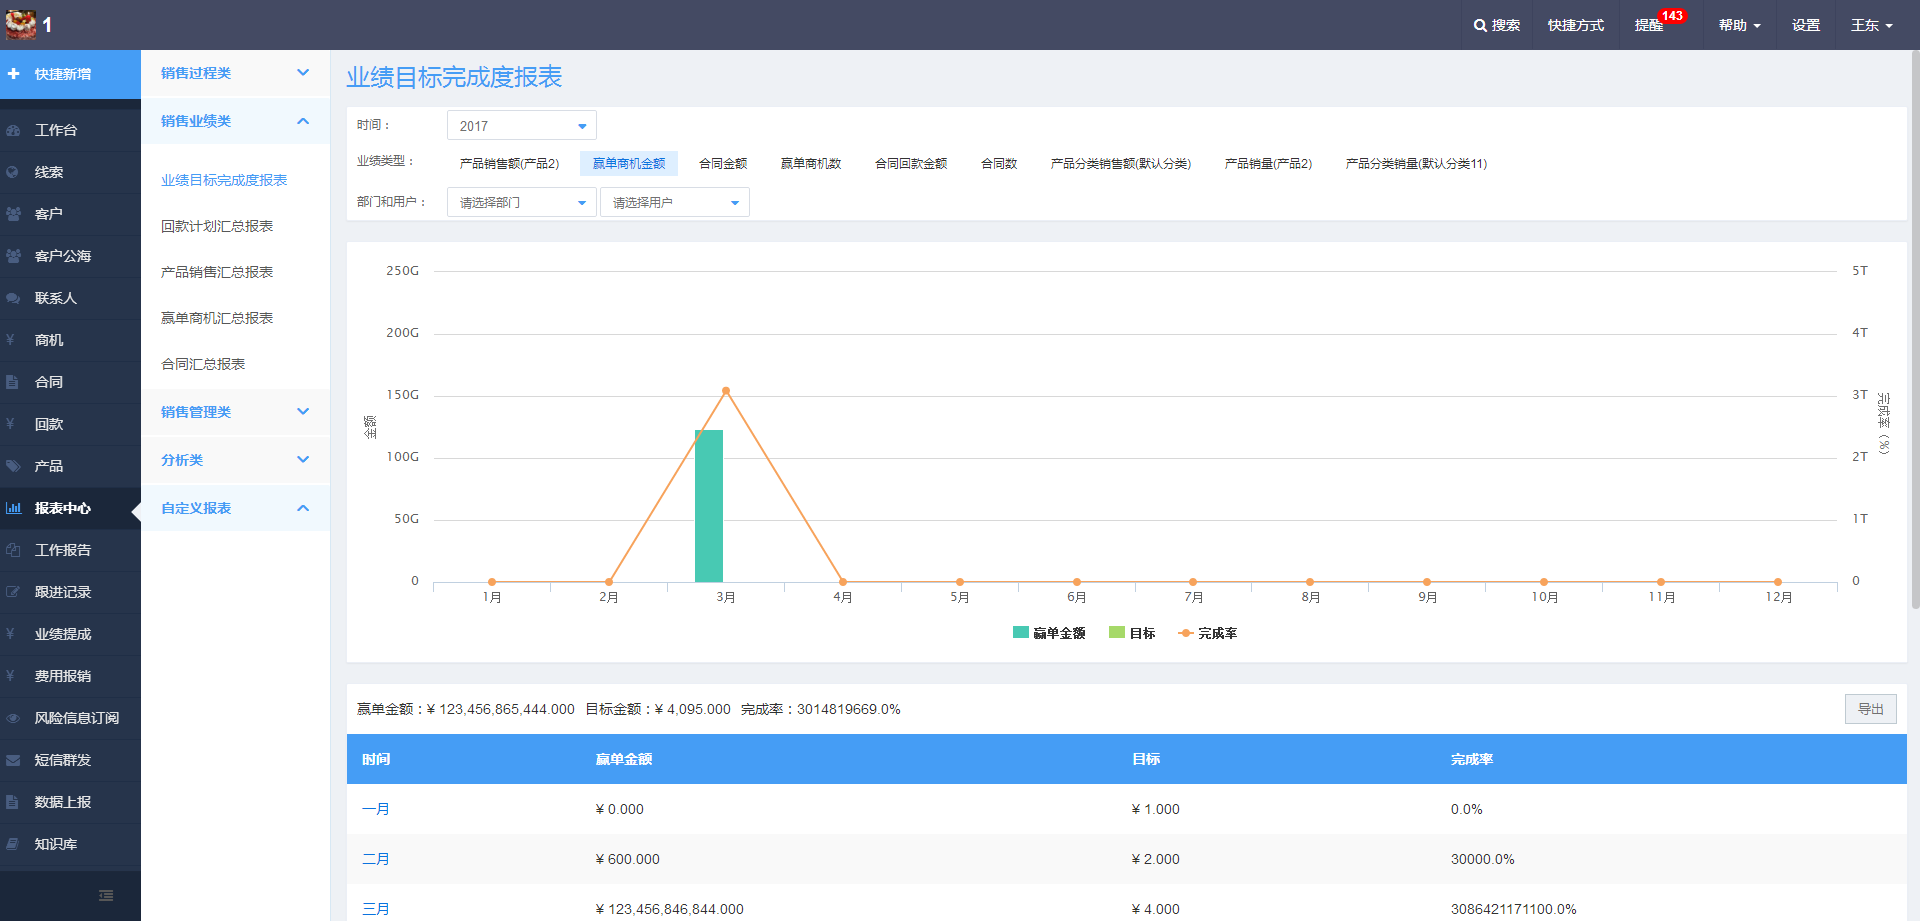 1
搜索
快捷方式
提醒
143
帮助
设置
王东
快捷新增
工作台
线索
客户
客户公海
联系人
商机
合同
回款
产品
报表中心
工作报告
跟进记录
业绩提成
费用报销
风险信息订阅
短信群发
数据上报
知识库
销售过程类
销售业绩类
业绩目标完成度报表
回款计划汇总报表
产品销售汇总报表
赢单商机汇总报表
合同汇总报表
销售管理类
分析类
自定义报表
业绩目标完成度报表
时间：
2017
业绩类型：
产品销售额(产品2) 赢单商机金额 合同金额 赢单商机数 合同回款金额 合同数 产品分类销售额(默认分类) 产品销量(产品2) 产品分类销量(默认分类11)
部门和用户：
请选择部门
请选择用户
250G 5T
200G 4T
150G 3T
100G 2T
50G 1T
0 0
金额
完成率（%）
1月 2月 3月 4月 5月 6月 7月 8月 9月 10月 11月 12月
赢单金额 目标 完成率
赢单金额：¥ 123,456,865,444.000 目标金额：¥ 4,095.000 完成率：3014819669.0%
导出
时间 赢单金额 目标 完成率
一月 ¥ 0.000 ¥ 1.000 0.0%
二月 ¥ 600.000 ¥ 2.000 30000.0%
三月 ¥ 123,456,846,844.000 ¥ 4.000 3086421171100.0%